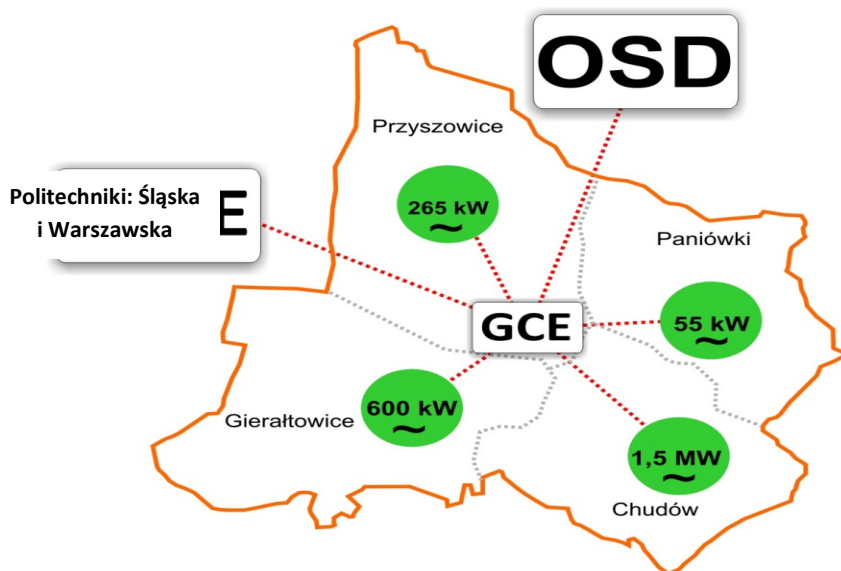 OSD
Przyszowice
Politechniki: Śląska
i Warszawska
E
265 kW
~
Paniówki
GCE
55 kW
~
Gierałtowice
600 kW
~
1,5 MW
~
Chudów